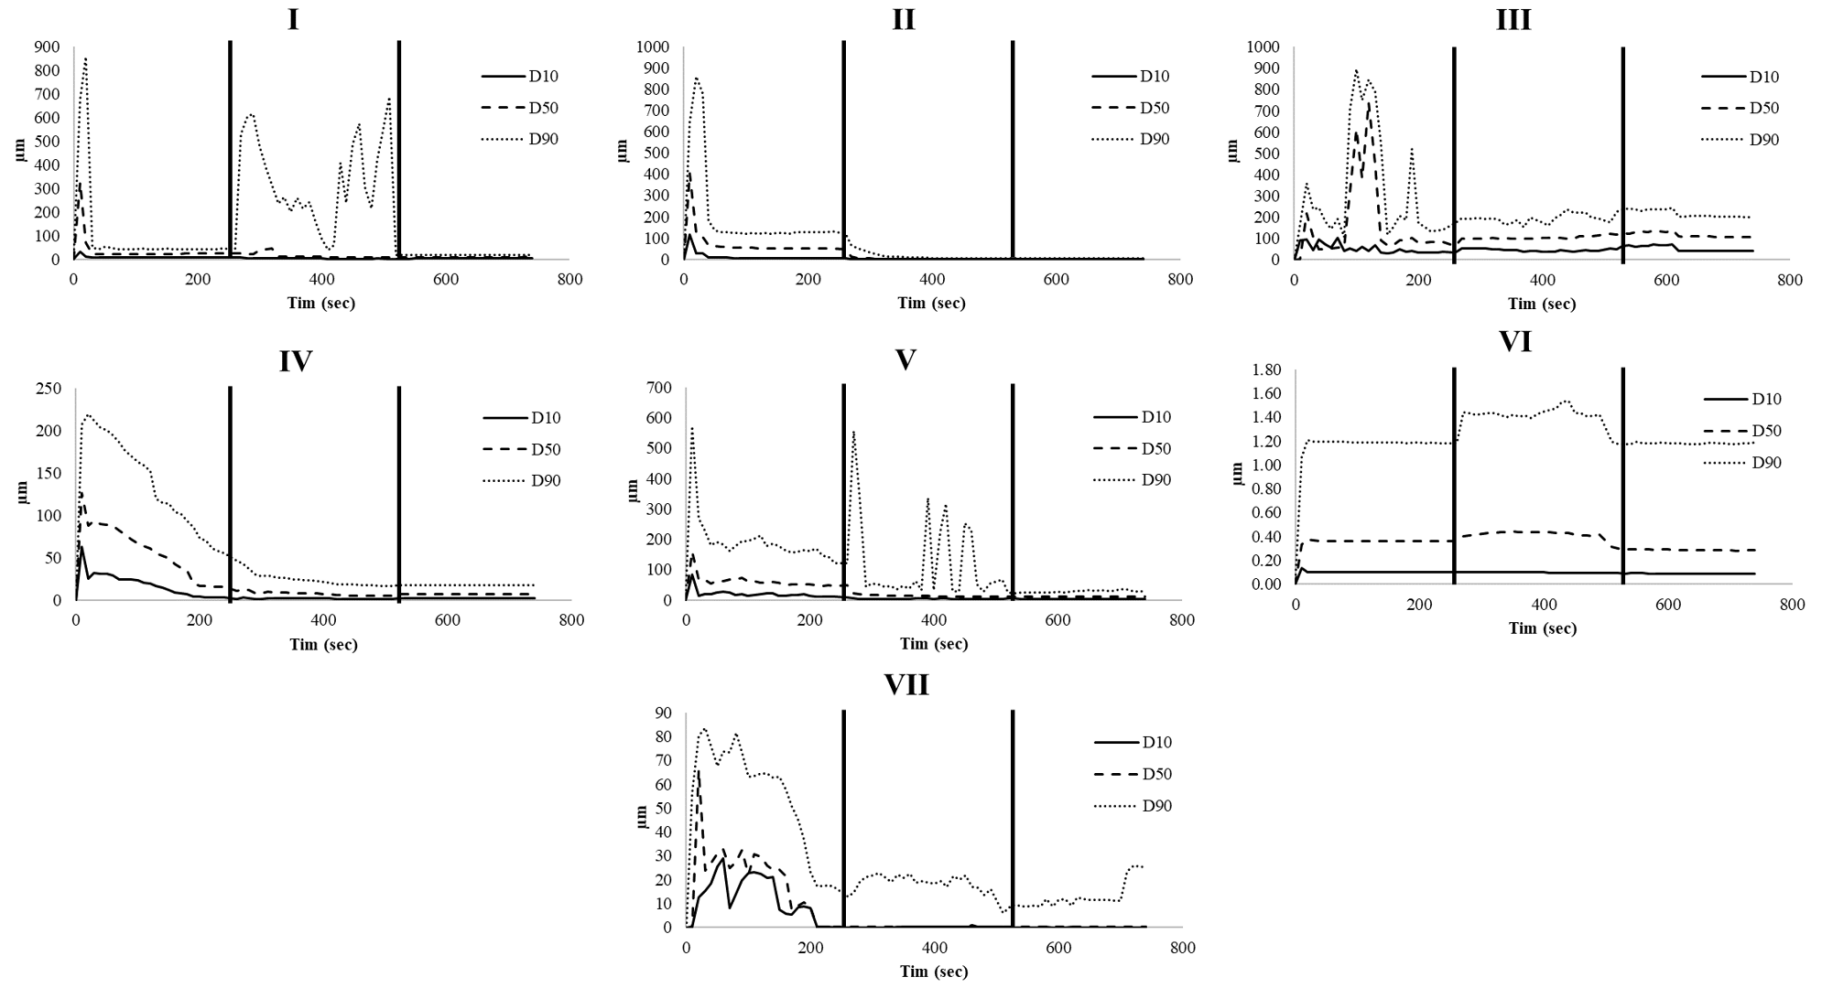 I
900
800
700
600
500
400
300
200
100
0
µm
0 200 400 600 800
Tim (sec)
D10
D50
D90
II
1000
900
800
700
600
500
400
300
200
100
0
µm
0 200 400 600 800
Tim (sec)
D10
D50
D90
III
1000
900
800
700
600
500
400
300
200
100
0
µm
0 200 400 600 800
Tim (sec)
D10
D50
D90
IV
250
200
150
100
50
0
µm
0 200 400 600 800
Tim (sec)
D10
D50
D90
V
700
600
500
400
300
200
100
0
µm
0 200 400 600 800
Tim (sec)
D10
D50
D90
VI
1.80
1.60
1.40
1.20
1.00
0.80
0.60
0.40
0.20
0.00
µm
0 200 400 600 800
Tim (sec)
D10
D50
D90
VII
90
80
70
60
50
40
30
20
10
0
µm
0 200 400 600 800
Tim (sec)
D10
D50
D90